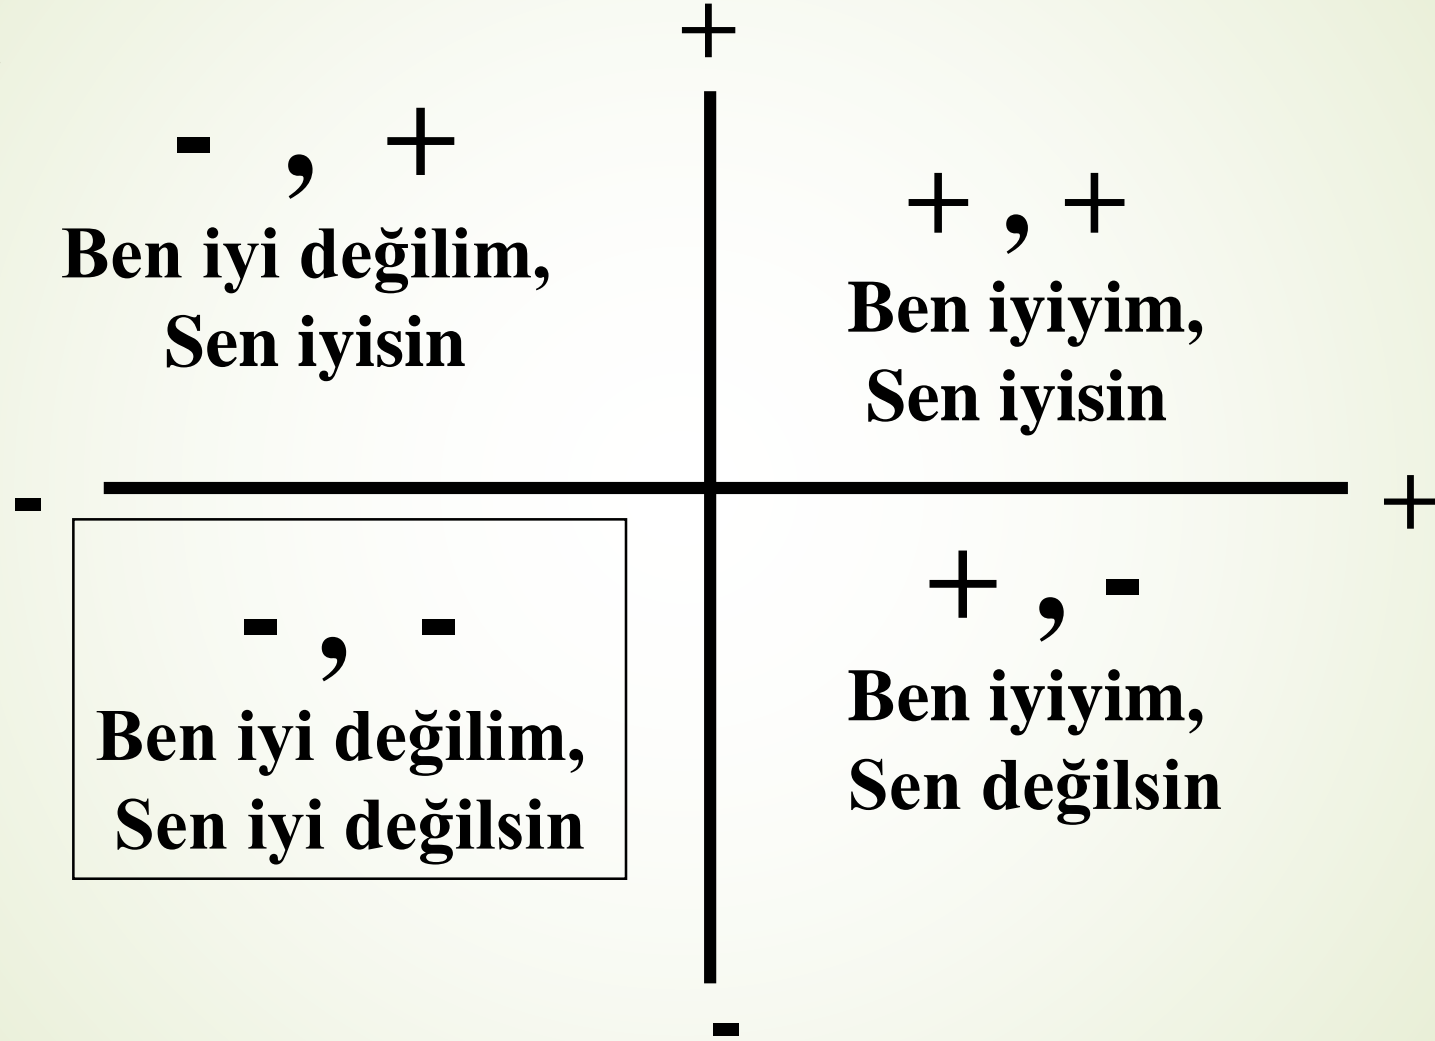 +
- , +
Ben iyi değilim,
Sen iyisin
+ , +
Ben iyiyim,
Sen iyisin
-
+
- , -
Ben iyi değilim,
Sen iyi değilsin
+ , -
Ben iyiyim,
Sen değilsin
-